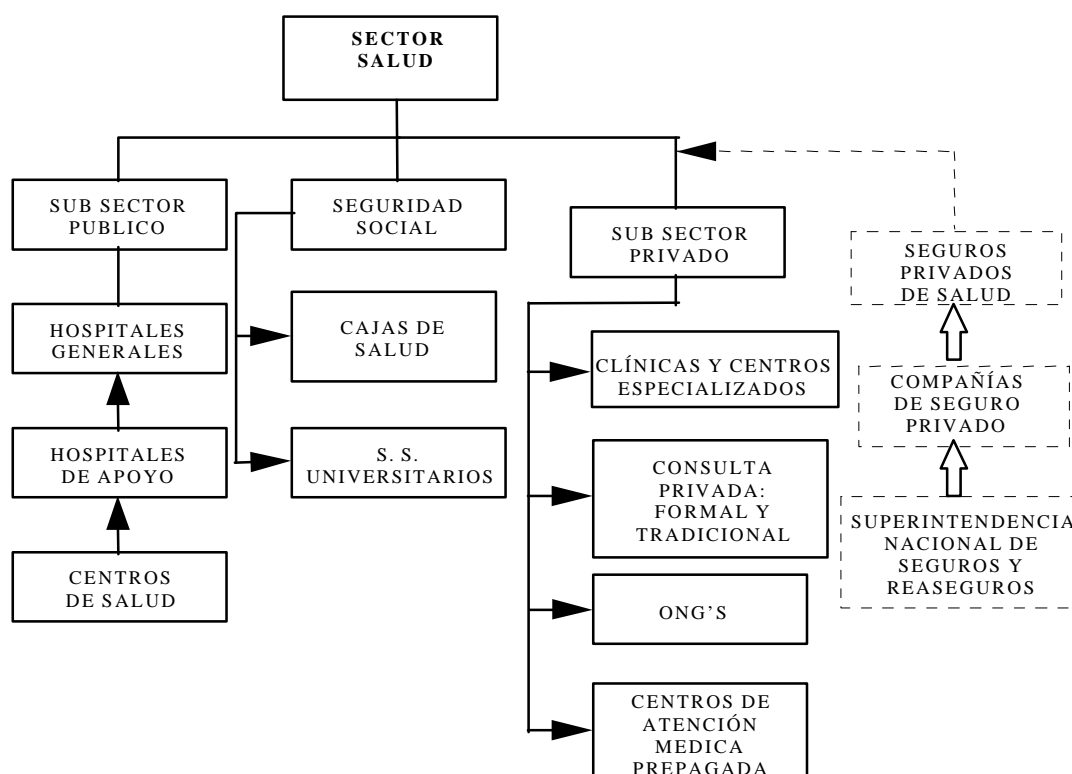 SECTOR
SALUD
SUB SECTOR
PUBLICO
SEGURIDAD
SOCIAL
SUB SECTOR
PRIVADO
SEGUROS
PRIVADOS
DE SALUD
HOSPITALES
GENERALES
CAJAS DE
SALUD
CLÍNICAS Y CENTROS
ESPECIALIZADOS
COMPAÑÍAS
DE SEGURO
PRIVADO
HOSPITALES
DE APOYO
S. S.
UNIVERSITARIOS
CONSULTA
PRIVADA:
FORMAL Y
TRADICIONAL
SUPERINTENDENCIA
NACIONAL DE
SEGUROS Y
REASEGUROS
CENTROS
DE SALUD
ONG'S
CENTROS DE
ATENCIÓN
MEDICA
PREPAGADA